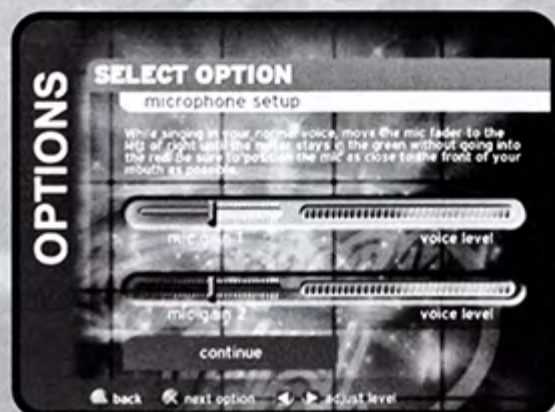 OPTIONS
SELECT OPTION
microphone setup
While singing in your normal voice, move the mic fader to the
left of right until the meter stays in the green without going into
the red. Be sure to position the mic as close to the front of your
mouth as possible.
mic gain 1 voice level
mic gain 2 voice level
continue
back next option adjust level